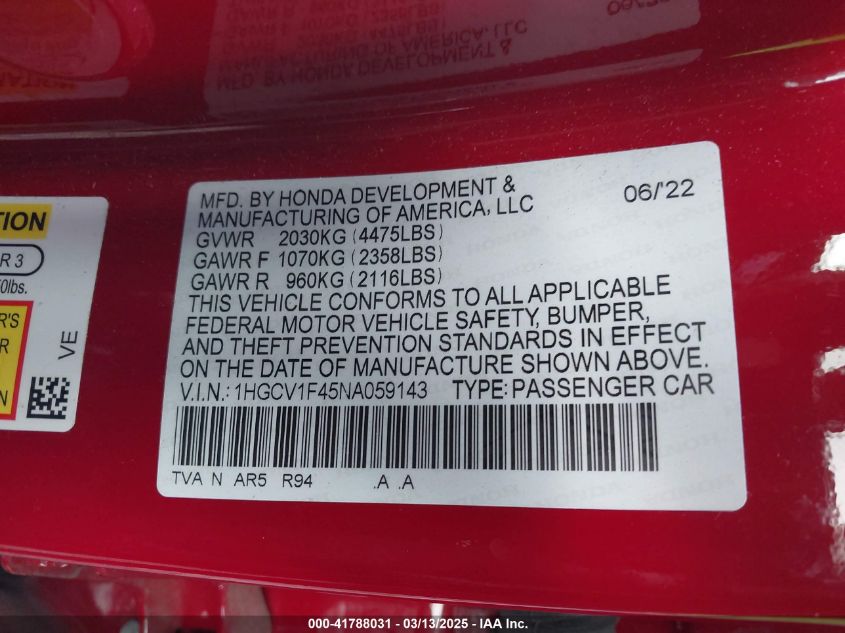 MFD. BY HONDA DEVELOPMENT &
MANUFACTURING OF AMERICA, LLC 06/'22
GVWR 2030KG (4475LBS)
GAWR F 1070KG (2358LBS)
GAWR R 960KG (2116LBS)
THIS VEHICLE CONFORMS TO ALL APPLICABLE
FEDERAL MOTOR VEHICLE SAFETY, BUMPER,
AND THEFT PREVENTION STANDARDS IN EFFECT
ON THE DATE OF MANUFACTURE SHOWN ABOVE.
V.I.N.: 1HGCV1F45NA059143 TYPE: PASSENGER CAR
TVA N AR5 R94 .A .A
R 3
0lbs.
R'S
R
VE
000-41788031 - 03/13/2025 - IAA Inc.